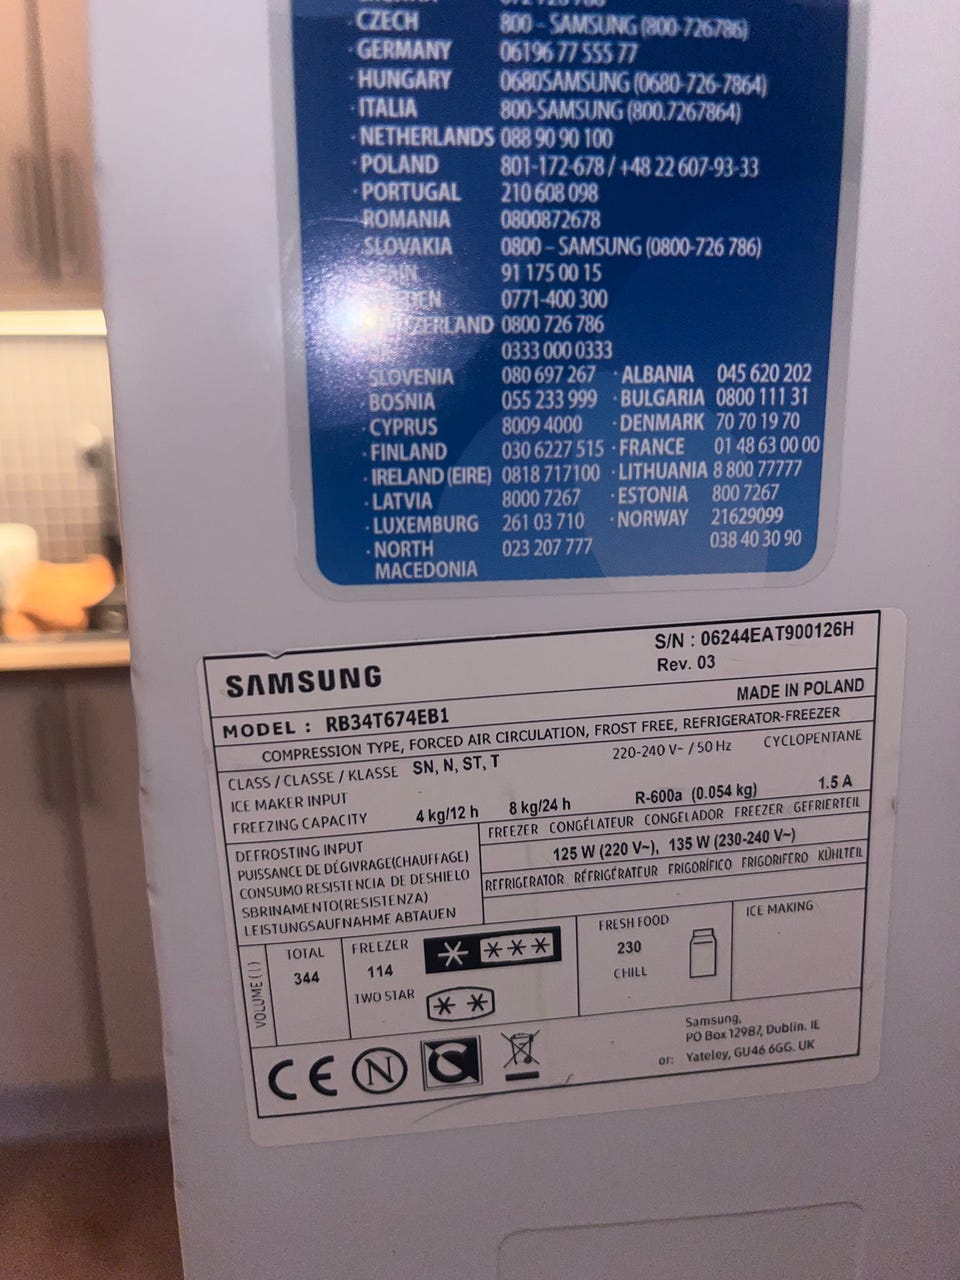 CZECH 800 – SAMSUNG (800-726786)
· GERMANY 06196 77 555 77
· HUNGARY 0680SAMSUNG (0680-726-7864)
· ITALIA 800-SAMSUNG (800.7267864)
· NETHERLANDS 088 90 90 100
· POLAND 801-172-678 / +48 22 607-93-33
· PORTUGAL 210 608 098
ROMANIA 0800872678
SLOVAKIA 0800 – SAMSUNG (0800-726 786)
91 175 00 15
0771-400 300
0800 726 786
0333 000 0333
SLOVENIA 080 697 267 · ALBANIA 045 620 202
BOSNIA 055 233 999 · BULGARIA 0800 111 31
· CYPRUS 8009 4000 · DENMARK 70 70 19 70
· FINLAND 030 6227 515 · FRANCE 01 48 63 00 00
· IRELAND (EIRE) 0818 717100 · LITHUANIA 8 800 77777
· LATVIA 8000 7267 · ESTONIA 800 7267
· LUXEMBURG 261 03 710 · NORWAY 21629099
· NORTH 023 207 777 038 40 30 90
MACEDONIA
SAMSUNG
S/N : 06244EAT900126H
Rev. 03
MODEL : RB34T674EB1 MADE IN POLAND
COMPRESSION TYPE, FORCED AIR CIRCULATION, FROST FREE, REFRIGERATOR-FREEZER
CLASS / CLASSE / KLASSE SN, N, ST, T 220-240 V~ / 50 Hz CYCLOPENTANE
ICE MAKER INPUT
FREEZING CAPACITY 4 kg/12 h 8 kg/24 h R-600a (0.054 kg) 1.5 A
DEFROSTING INPUT
PUISSANCE DE DÉGIVRAGE(CHAUFFAGE)
CONSUMO RESISTENCIA DE DESHIELO
SBRINAMENTO(RESISTENZA)
LEISTUNGSAUFNAHME ABTAUEN
FREEZER CONGÉLATEUR CONGELADOR FREEZER GEFRIERTEIL
125 W (220 V~), 135 W (230-240 V~)
REFRIGERATOR RÉFRIGÉRATEUR FRIGORÍFICO FRIGORIFERO KÜHLTEIL
VOLUME ( l )
TOTAL
344
FREEZER
114
TWO STAR
FRESH FOOD
230
CHILL
ICE MAKING
CE N
Samsung,
PO Box 12987, Dublin. IL
or: Yateley, GU46 6GG. UK